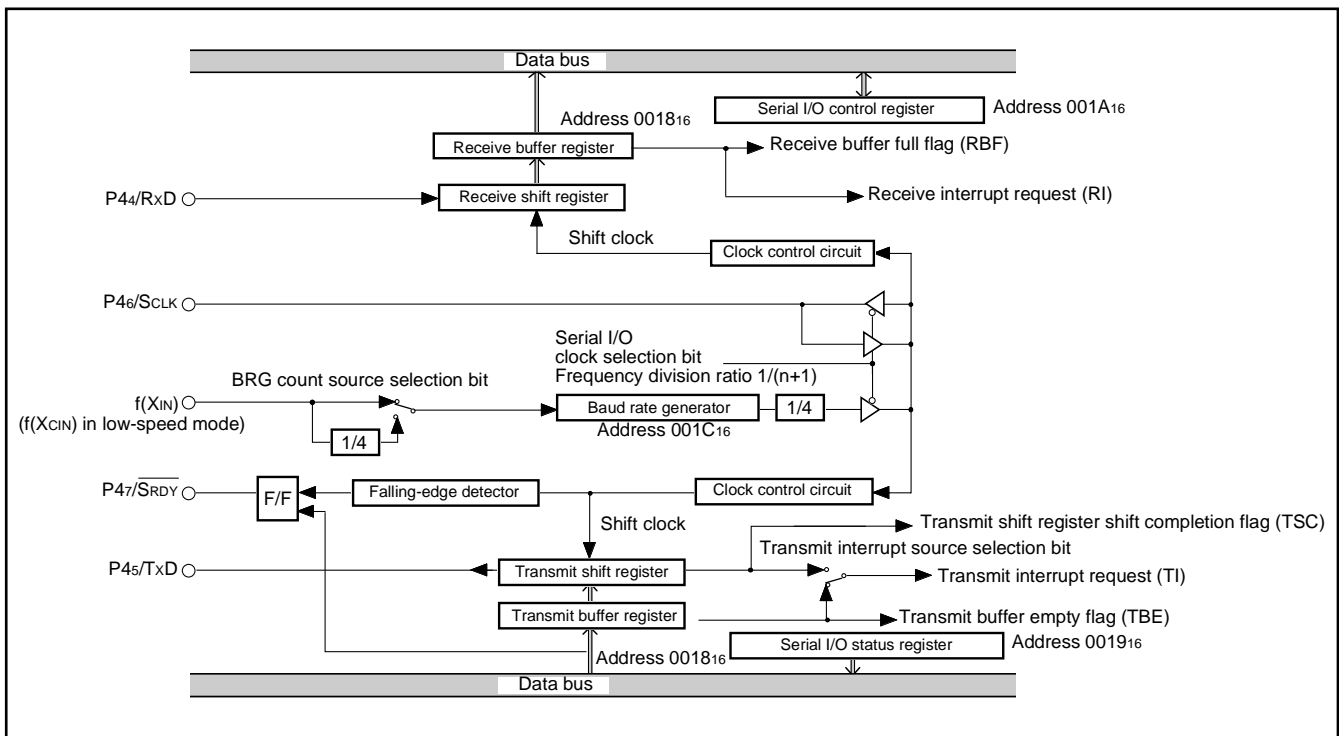 Data bus
Serial I/O control register
Address 001A16
Address 001816
Receive buffer register
Receive buffer full flag (RBF)
P44/RXD
Receive shift register
Receive interrupt request (RI)
Shift clock
Clock control circuit
P46/SCLK
Serial I/O
clock selection bit
Frequency division ratio 1/(n+1)
BRG count source selection bit
f(XIN)
(f(XCIN) in low-speed mode)
1/4
Baud rate generator
1/4
Address 001C16
P47/SRDY
F/F
Falling-edge detector
Clock control circuit
Shift clock
Transmit shift register shift completion flag (TSC)
Transmit interrupt source selection bit
P45/TXD
Transmit shift register
Transmit interrupt request (TI)
Transmit buffer register
Transmit buffer empty flag (TBE)
Address 001816
Serial I/O status register
Address 001916
Data bus